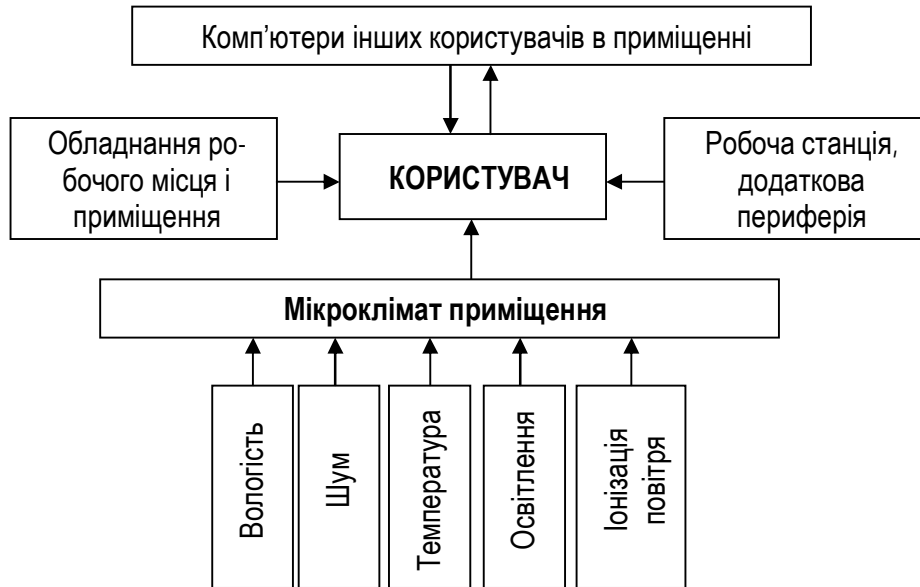 Комп’ютери інших користувачів в приміщенні
Обладнання ро-
бочого місця і
приміщення
КОРИСТУВАЧ
Робоча станція,
додаткова
периферія
Мікроклімат приміщення
Вологість
Шум
Температура
Освітлення
Іонізація
повітря